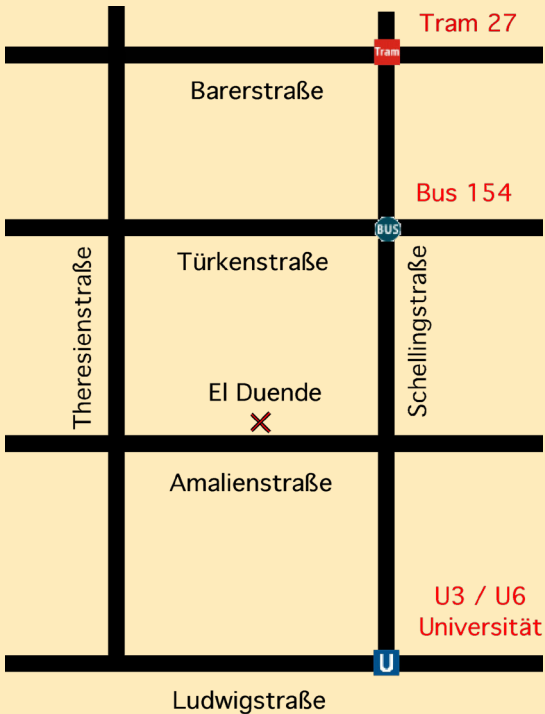 Tram 27
Tram
Barerstraße
Bus 154
BUS
Türkenstraße
Theresienstraße
Schellingstraße
El Duende
Amalienstraße
U3 / U6
Universität
U
Ludwigstraße